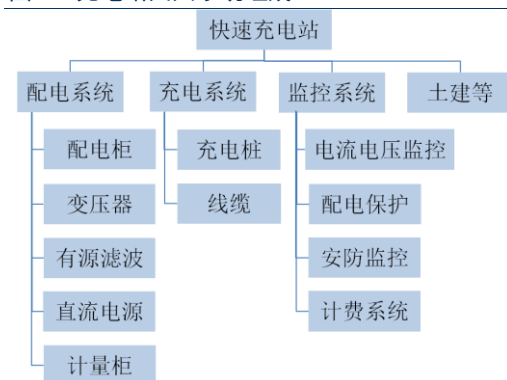 快速充电站
配电系统
充电系统
监控系统
土建等
配电柜
充电桩
电流电压监控
变压器
线缆
配电保护
有源滤波
安防监控
直流电源
计费系统
计量柜